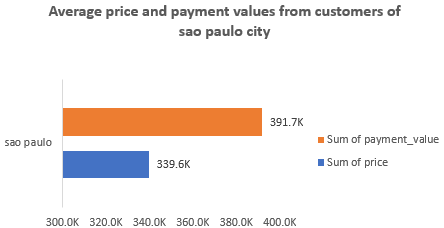 Average price and payment values from customers of
sao paulo city
391.7K
sao paulo
339.6K
Sum of payment_value
Sum of price
300.0K 320.0K 340.0K 360.0K 380.0K 400.0K